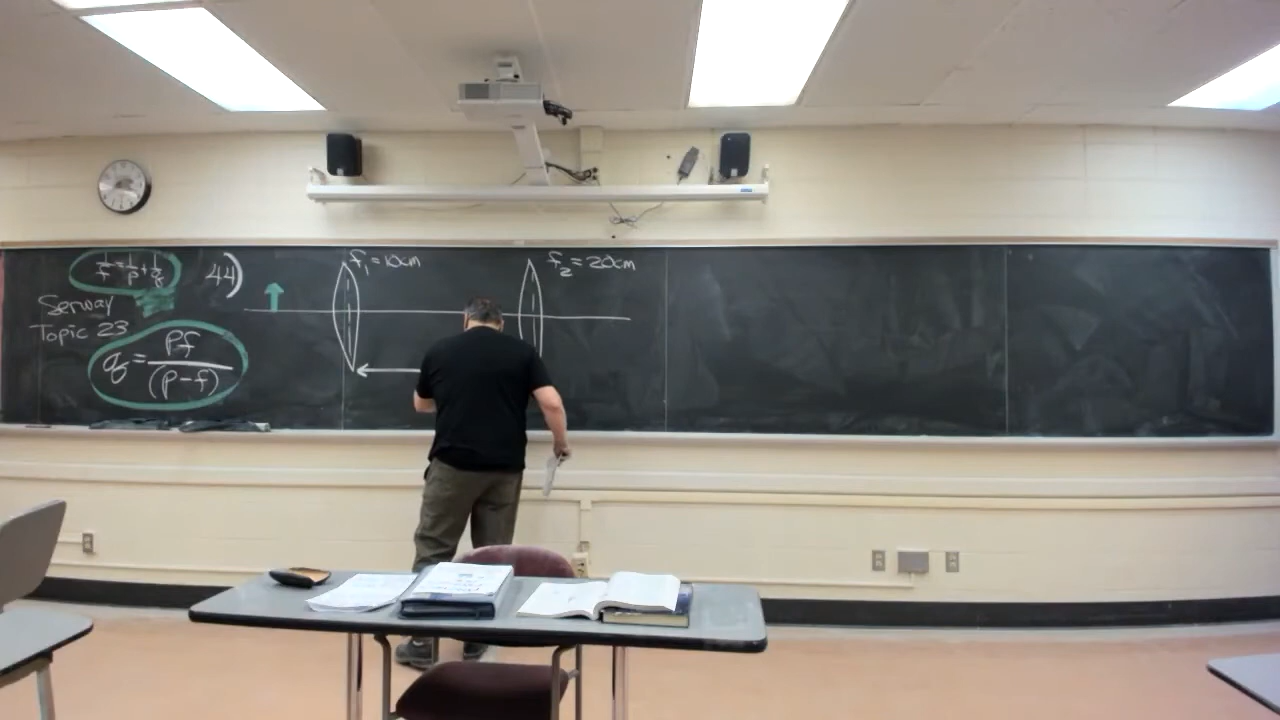 1/f = 1/p + 1/q
Serway
Topic 23
q = pf/(p-f)
44)
f₁ = 10cm
f₂ = 20cm